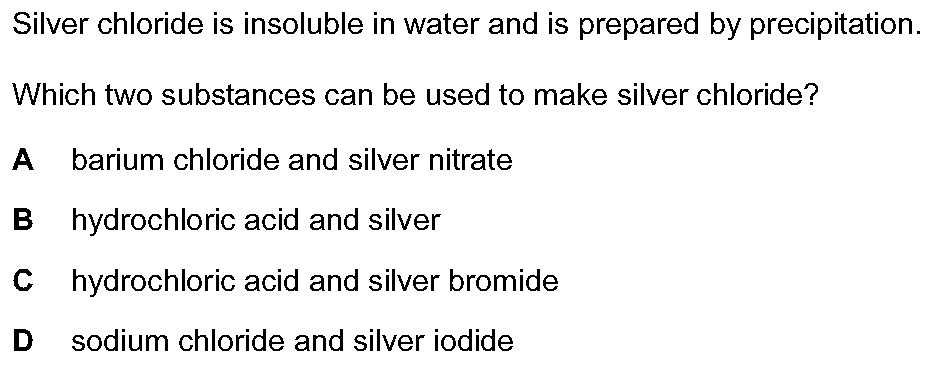 Silver chloride is insoluble in water and is prepared by precipitation.
Which two substances can be used to make silver chloride?
A barium chloride and silver nitrate
B hydrochloric acid and silver
C hydrochloric acid and silver bromide
D sodium chloride and silver iodide